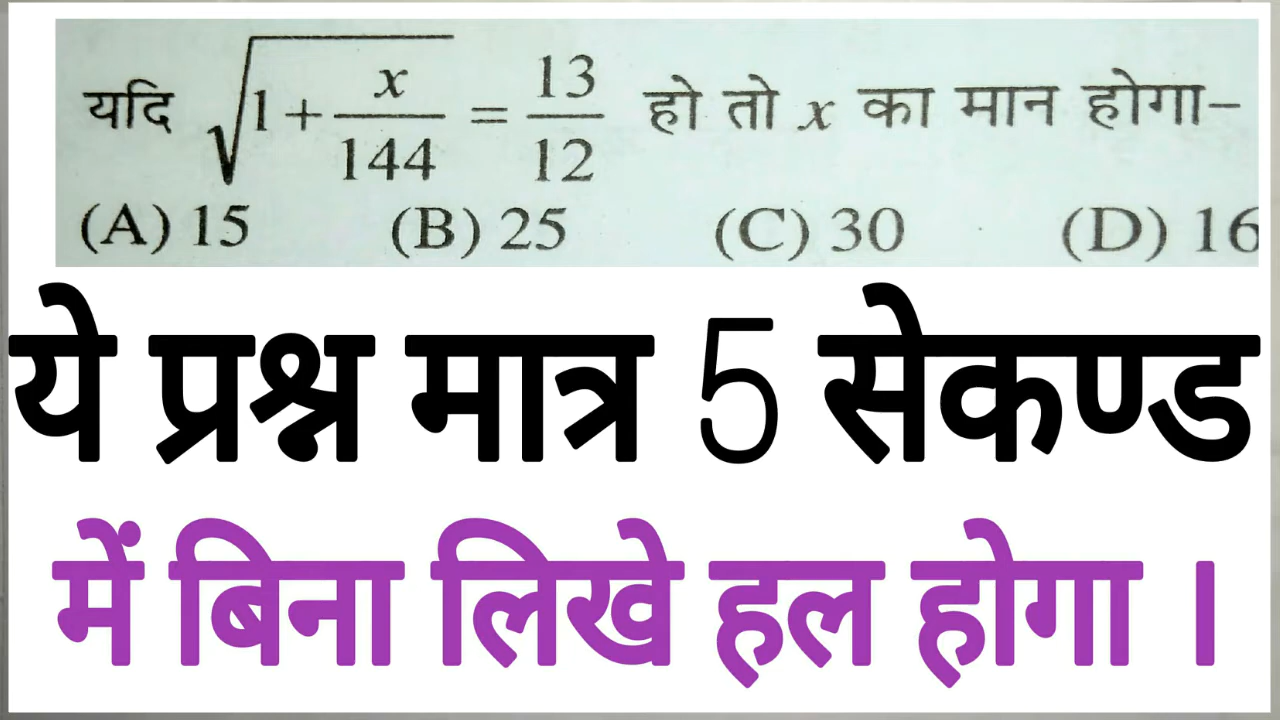 यदि √(1 + x/144) = 13/12 हो तो x का मान होगा–
(A) 15 (B) 25 (C) 30 (D) 16
ये प्रश्न मात्र 5 सेकण्ड
में बिना लिखे हल होगा ।